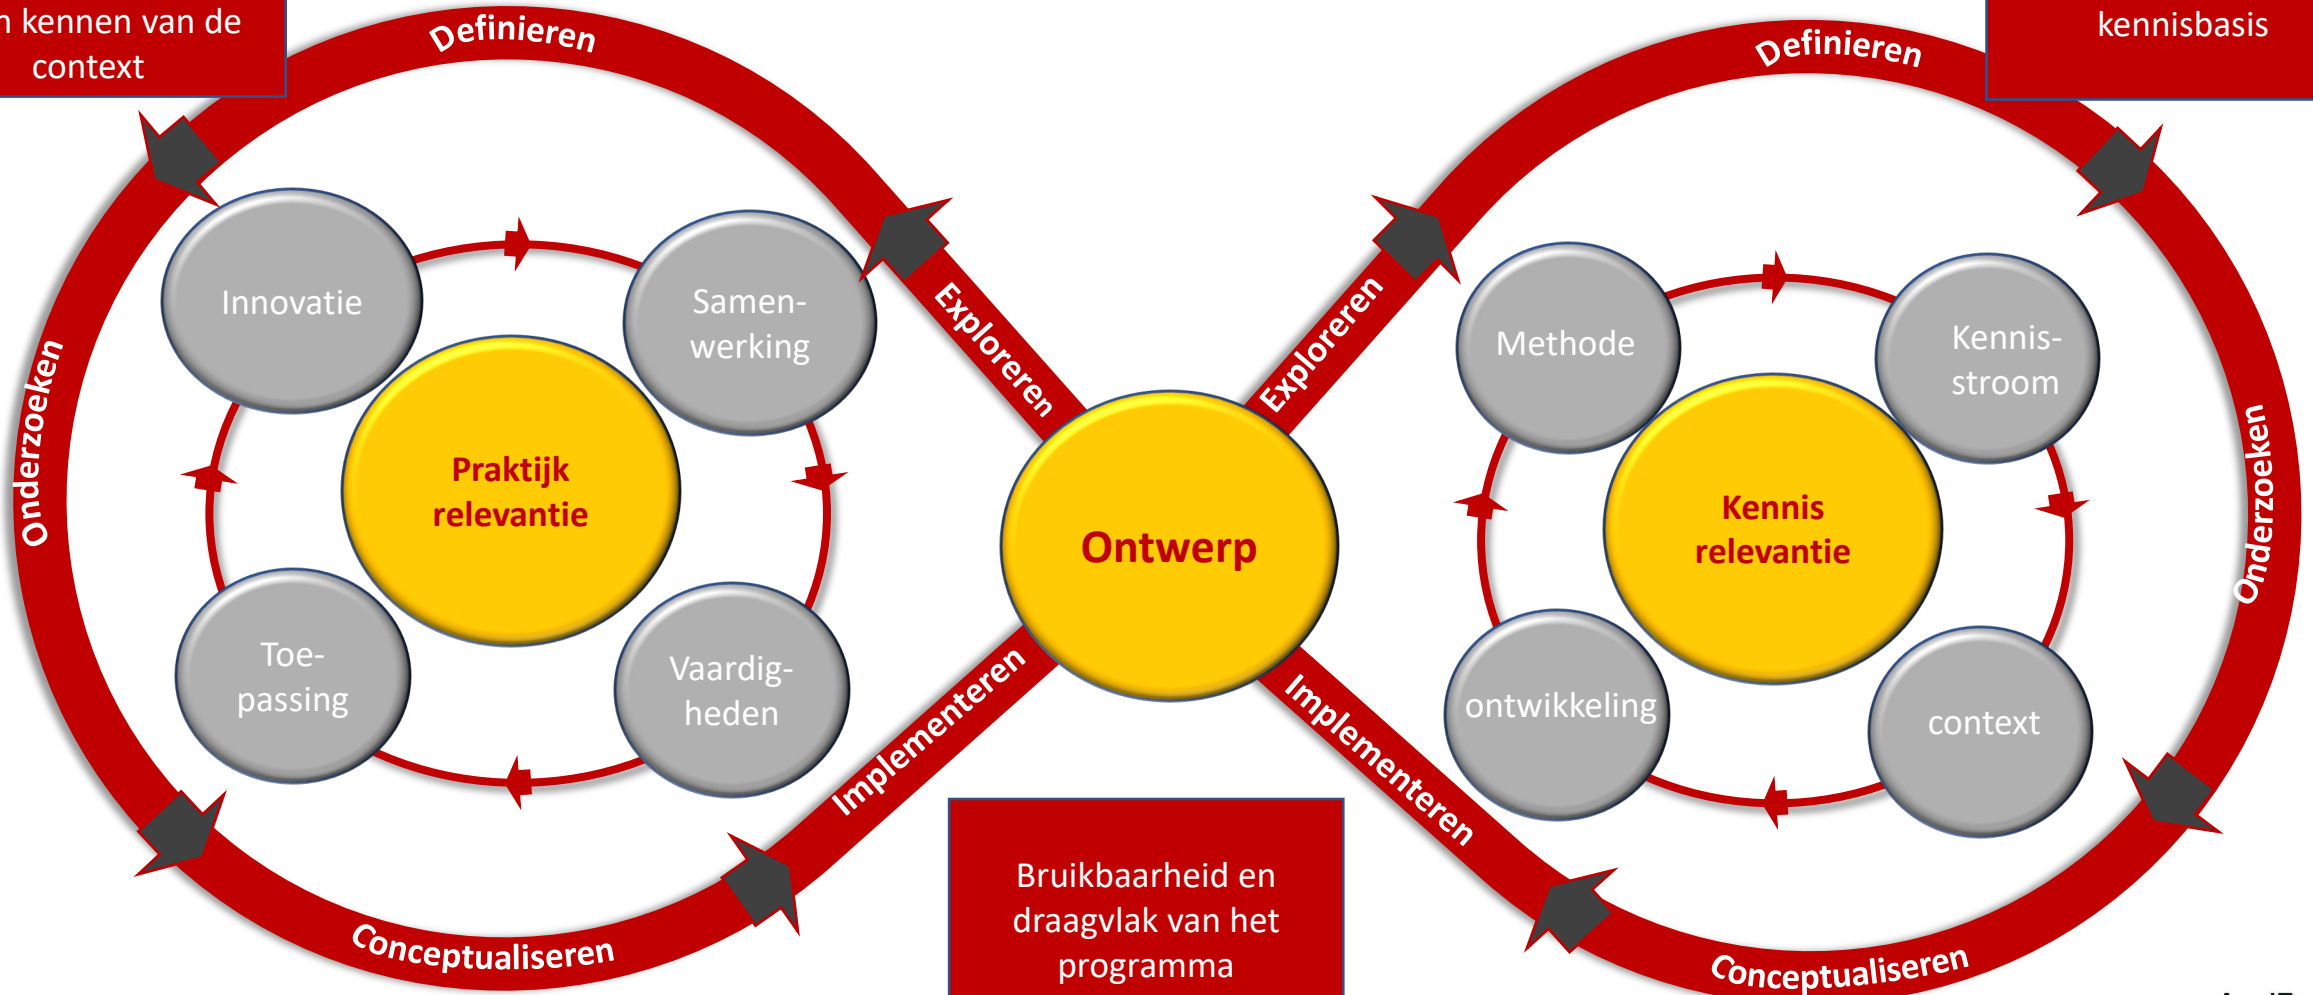 kennen van de
context
Definieren
Definieren
kennisbasis
Innovatie
Samen-
werking
Exploreren
Exploreren
Methode
Kennis-
stroom
Onderzoeken
Praktijk
relevantie
Ontwerp
Kennis
relevantie
Onderzoeken
Toe-
passing
Vaardig-
heden
Implementeren
Implementeren
ontwikkeling
context
Conceptualiseren
Bruikbaarheid en
draagvlak van het
programma
Conceptualiseren